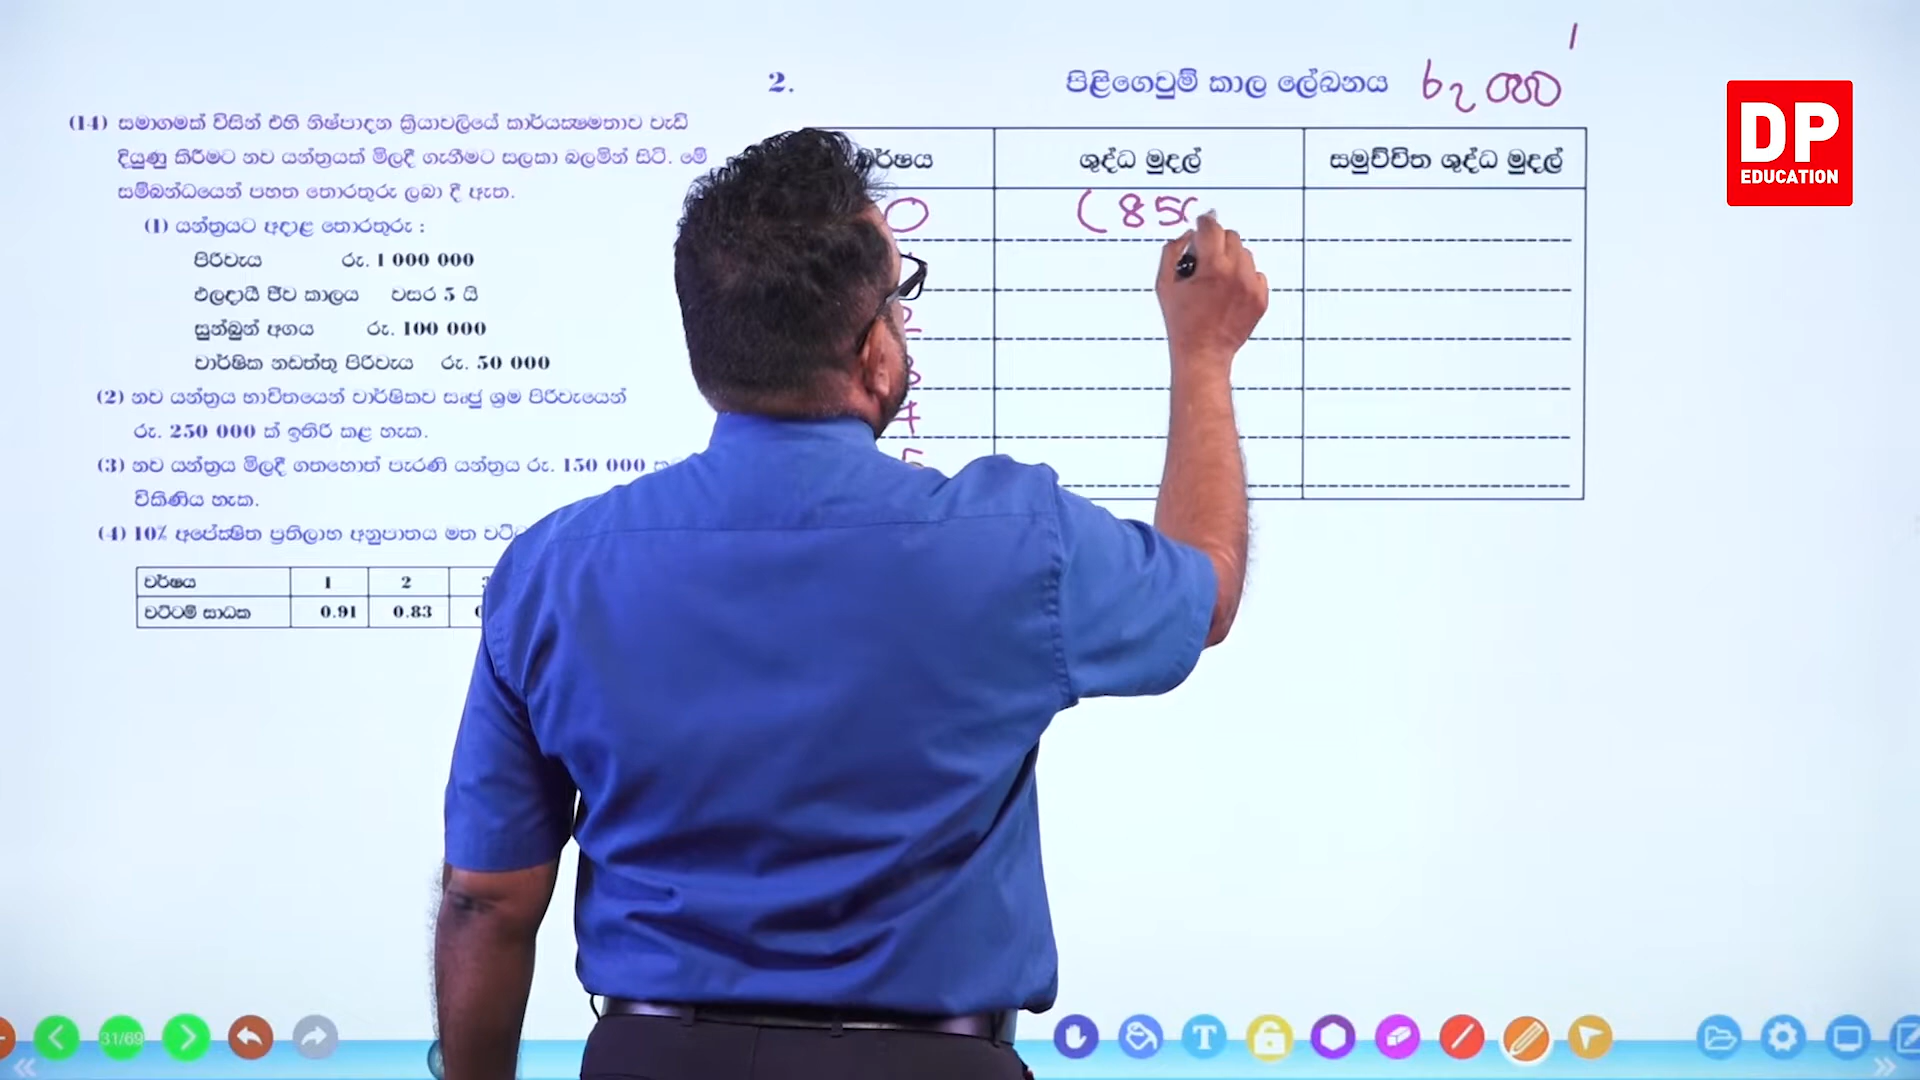 (14) සමාගමක් විසින් එහි නිෂ්පාදන ක්‍රියාවලියේ කාර්යක්ෂමතාව වැඩි
දියුණු කිරීමට නව යන්ත්‍රයක් මිලදී ගැනීමට සලකා බලමින් සිටී. මේ
සම්බන්ධයෙන් පහත තොරතුරු ලබා දී ඇත.
(1) යන්ත්‍රයට අදාළ තොරතුරු :
පිරිවැය රු. 1 000 000
ඵලදායී ජීව කාලය වසර 5 යි
සුන්බුන් අගය රු. 100 000
වාර්ෂික නඩත්තු පිරිවැය රු. 50 000
(2) නව යන්ත්‍රය භාවිතයෙන් වාර්ෂිකව සෘජු ශ්‍රම පිරිවැයෙන්
රු. 250 000 ක් ඉතිරි කළ හැක.
(3) නව යන්ත්‍රය මිලදී ගතහොත් පැරණි යන්ත්‍රය රු. 150 000
විකිණිය හැක.
(4) 10% අපේක්ෂිත ප්‍රතිලාභ අනුපාතය මත
වර්ෂය 1 2
වට්ටම් සාධක 0.91 0.83
2. පිළිගෙවුම් කාල ලේඛනය රු 000
ශුද්ධ මුදල් සමුච්චිත ශුද්ධ මුදල්
0 (850
4
5
DP
EDUCATION
31/69